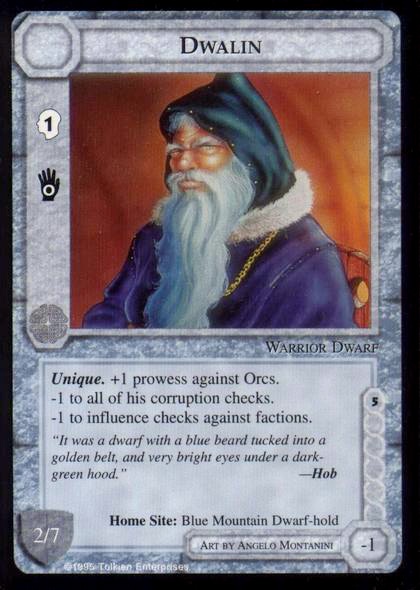 DWALIN
1
WARRIOR DWARF
Unique. +1 prowess against Orcs.
-1 to all of his corruption checks.
-1 to influence checks against factions.
5
"It was a dwarf with a blue beard tucked into a
golden belt, and very bright eyes under a dark-
green hood." —Hob
Home Site: Blue Mountain Dwarf-hold
2/7
ART BY ANGELO MONTANINI
-1
©1995 Tolkien Enterprises